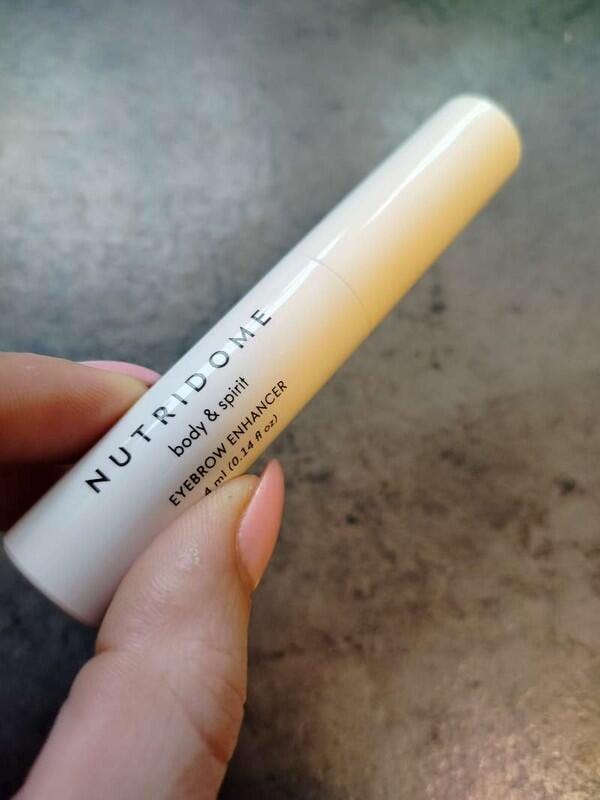 NUTRIDOME
body & spirit
EYEBROW ENHANCER
4 ml (0.14 fl oz)